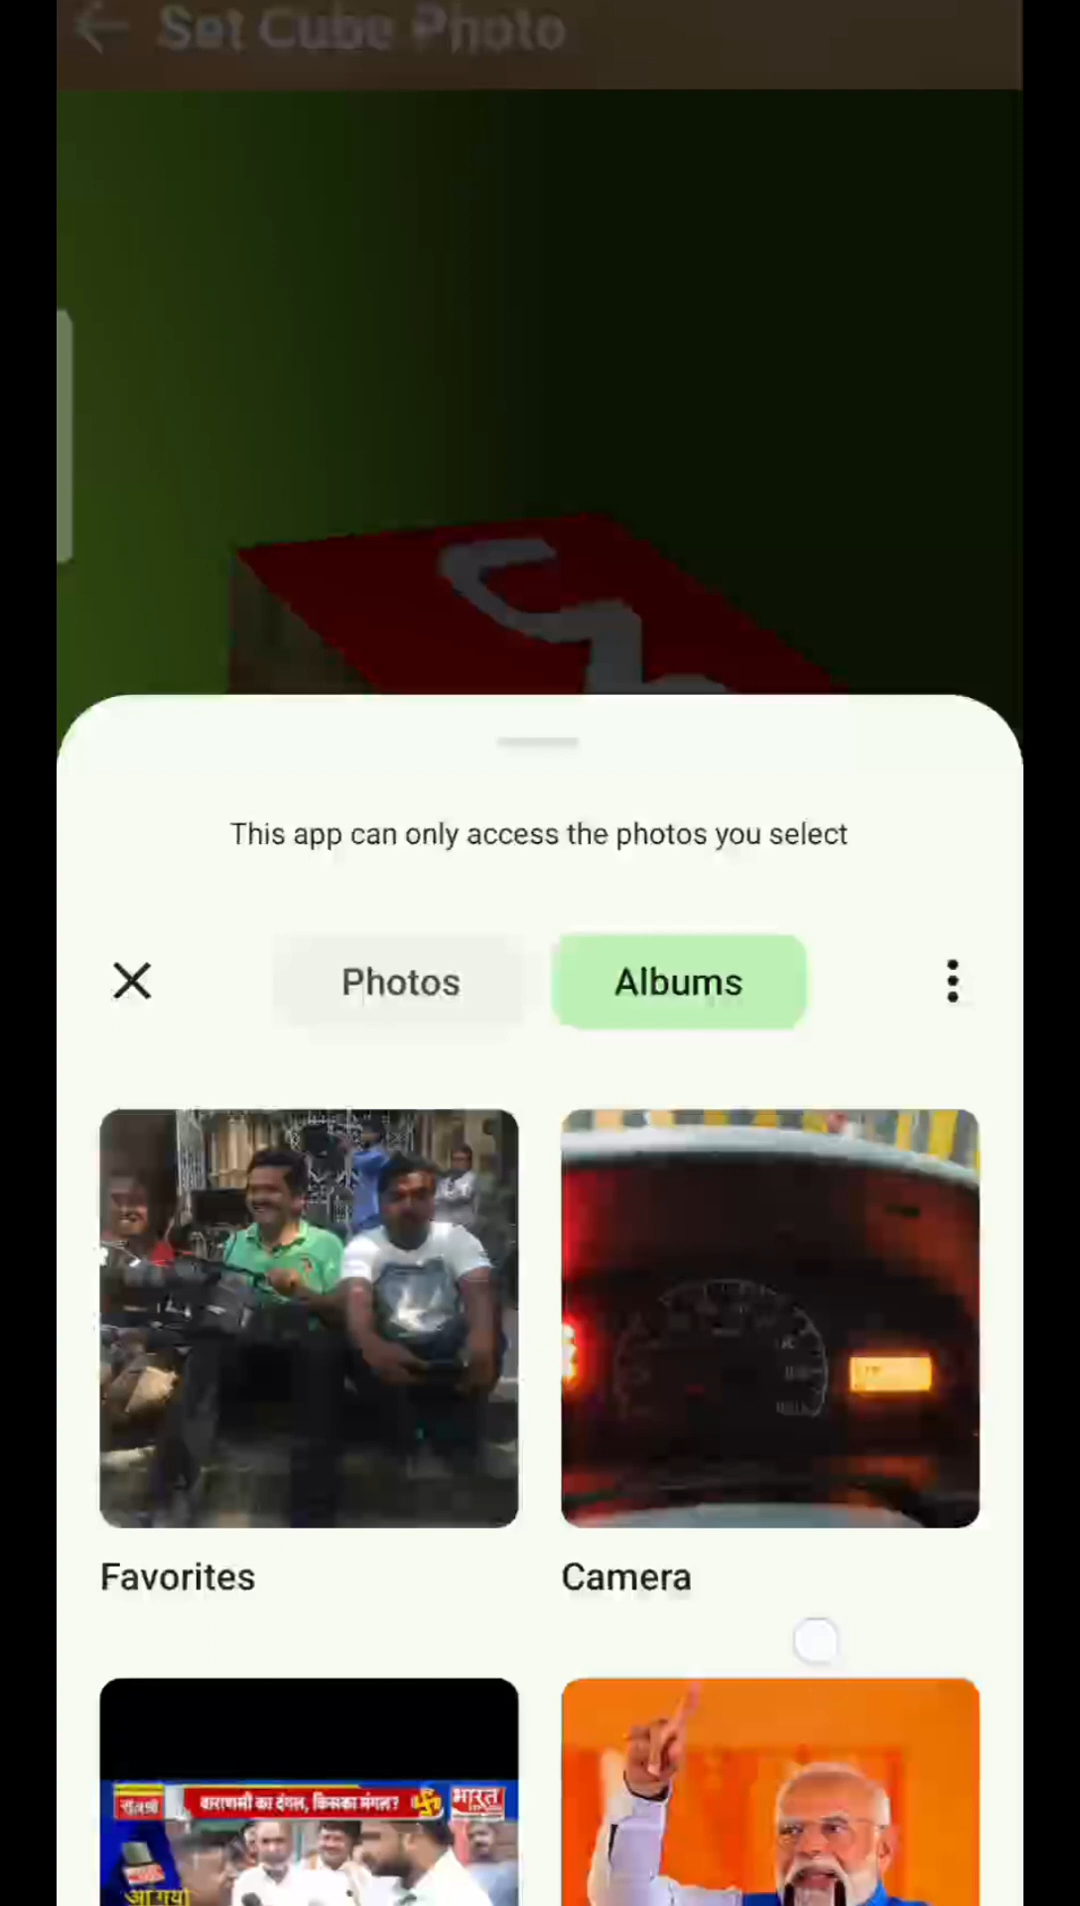 Set Cube Photo
This app can only access the photos you select
Photos
Albums
Favorites
Camera
वाराणसी का दंगल, किसका मंगल?
भारत
आ गया